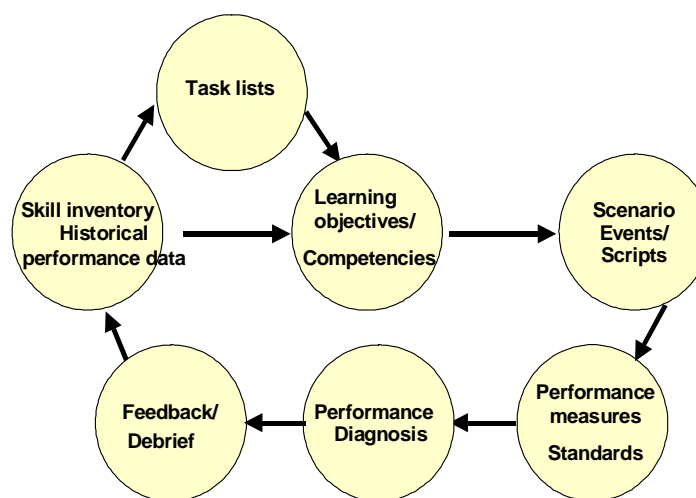 Task lists
Skill inventory
Historical
performance data
Learning
objectives/
Competencies
Scenario
Events/
Scripts
Performance
measures
Standards
Performance
Diagnosis
Feedback/
Debrief